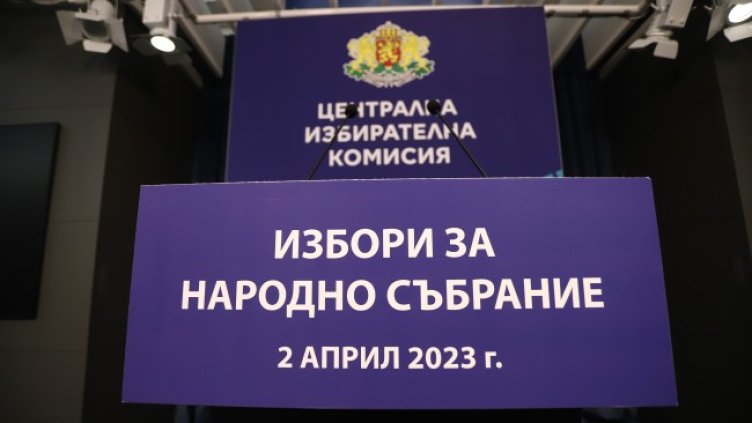 ЦЕНТРАЛНА
ИЗБИРАТЕЛНА
КОМИСИЯ
ИЗБОРИ ЗА
НАРОДНО СЪБРАНИЕ
2 АПРИЛ 2023 г.